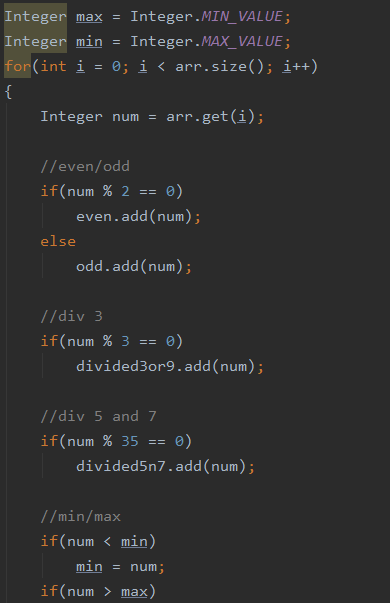 Integer max = Integer.MIN_VALUE;
Integer min = Integer.MAX_VALUE;
for(int i = 0; i < arr.size(); i++)
{
    Integer num = arr.get(i);

    //even/odd
    if(num % 2 == 0)
        even.add(num);
    else
        odd.add(num);

    //div 3
    if(num % 3 == 0)
        divided3or9.add(num);

    //div 5 and 7
    if(num % 35 == 0)
        divided5n7.add(num);

    //min/max
    if(num < min)
        min = num;
    if(num > max)